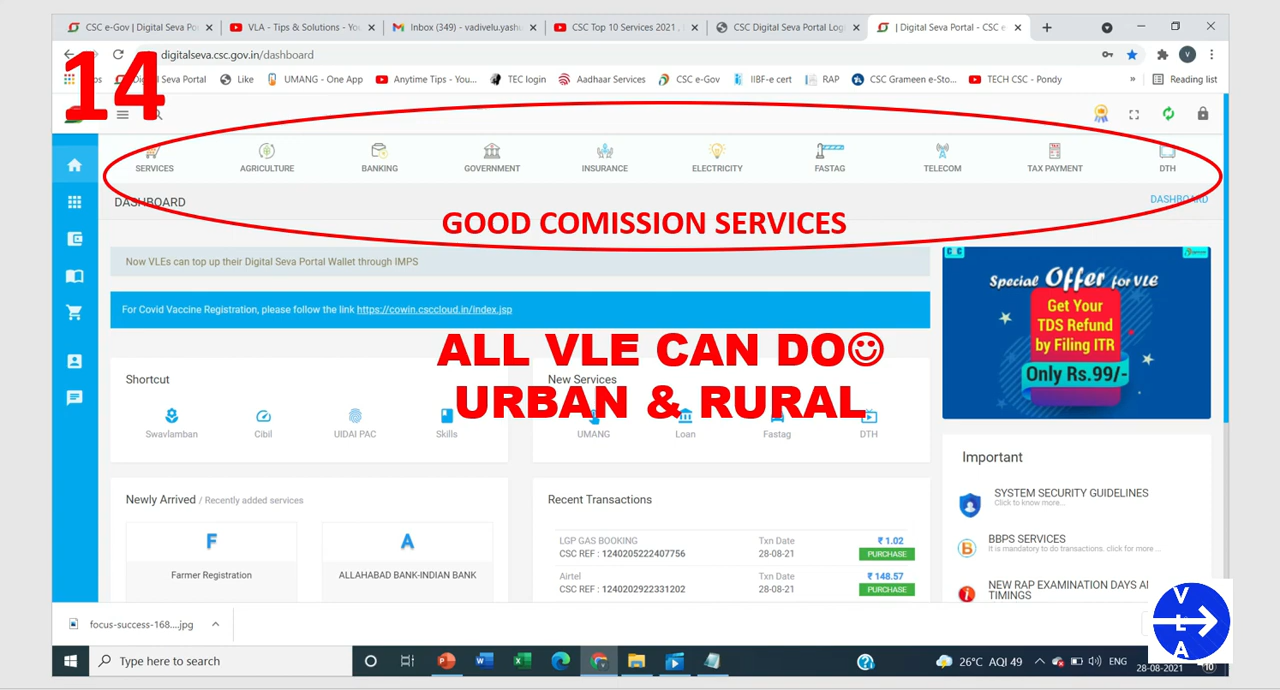 CSC e-Gov | Digital Seva Po
VLA - Tips & Solutions - You
Inbox (349) - vadivelu.yashu
CSC Top 10 Services 2021
CSC Digital Seva Portal Log
| Digital Seva Portal - CSC e
digitalseva.csc.gov.in/dashboard
V
Seva Portal
Like
UMANG - One App
Anytime Tips - You...
TEC login
Aadhaar Services
CSC e-Gov
IIBF-e cert
RAP
CSC Grameen e-Sto...
TECH CSC - Pondy
»
Reading list
14
SERVICES
AGRICULTURE
BANKING
GOVERNMENT
INSURANCE
ELECTRICITY
FASTAG
TELECOM
TAX PAYMENT
DTH
DASHBOARD
DASHBOARD
GOOD COMISSION SERVICES
Now VLEs can top up their Digital Seva Portal Wallet through IMPS
For Covid Vaccine Registration, please follow the link https://cowin.csccloud.in/index.jsp
Special Offer for VLE
Get Your
TDS Refund
by Filing ITR
Only Rs.99/-
ALL VLE CAN DO☺
URBAN & RURAL
Shortcut
Swavlamban
Cibil
UIDAI PAC
Skills
New Services
UMANG
Loan
Fastag
DTH
Important
SYSTEM SECURITY GUIDELINES
Click to know more...
BBPS SERVICES
It is mandatory to do transactions. click for more ...
NEW RAP EXAMINATION DAYS A
TIMINGS
Newly Arrived / Recently added services
F
Farmer Registration
A
ALLAHABAD BANK-INDIAN BANK
Recent Transactions
LGP GAS BOOKING
Txn Date
₹ 1.02
CSC REF : 1240205222407756
28-08-21
PURCHASE
Airtel
Txn Date
₹ 148.57
CSC REF : 1240202922331202
28-08-21
PURCHASE
focus-success-168....jpg
V
L
A
Type here to search
26°C AQI 49
ENG
28-08-2021
10